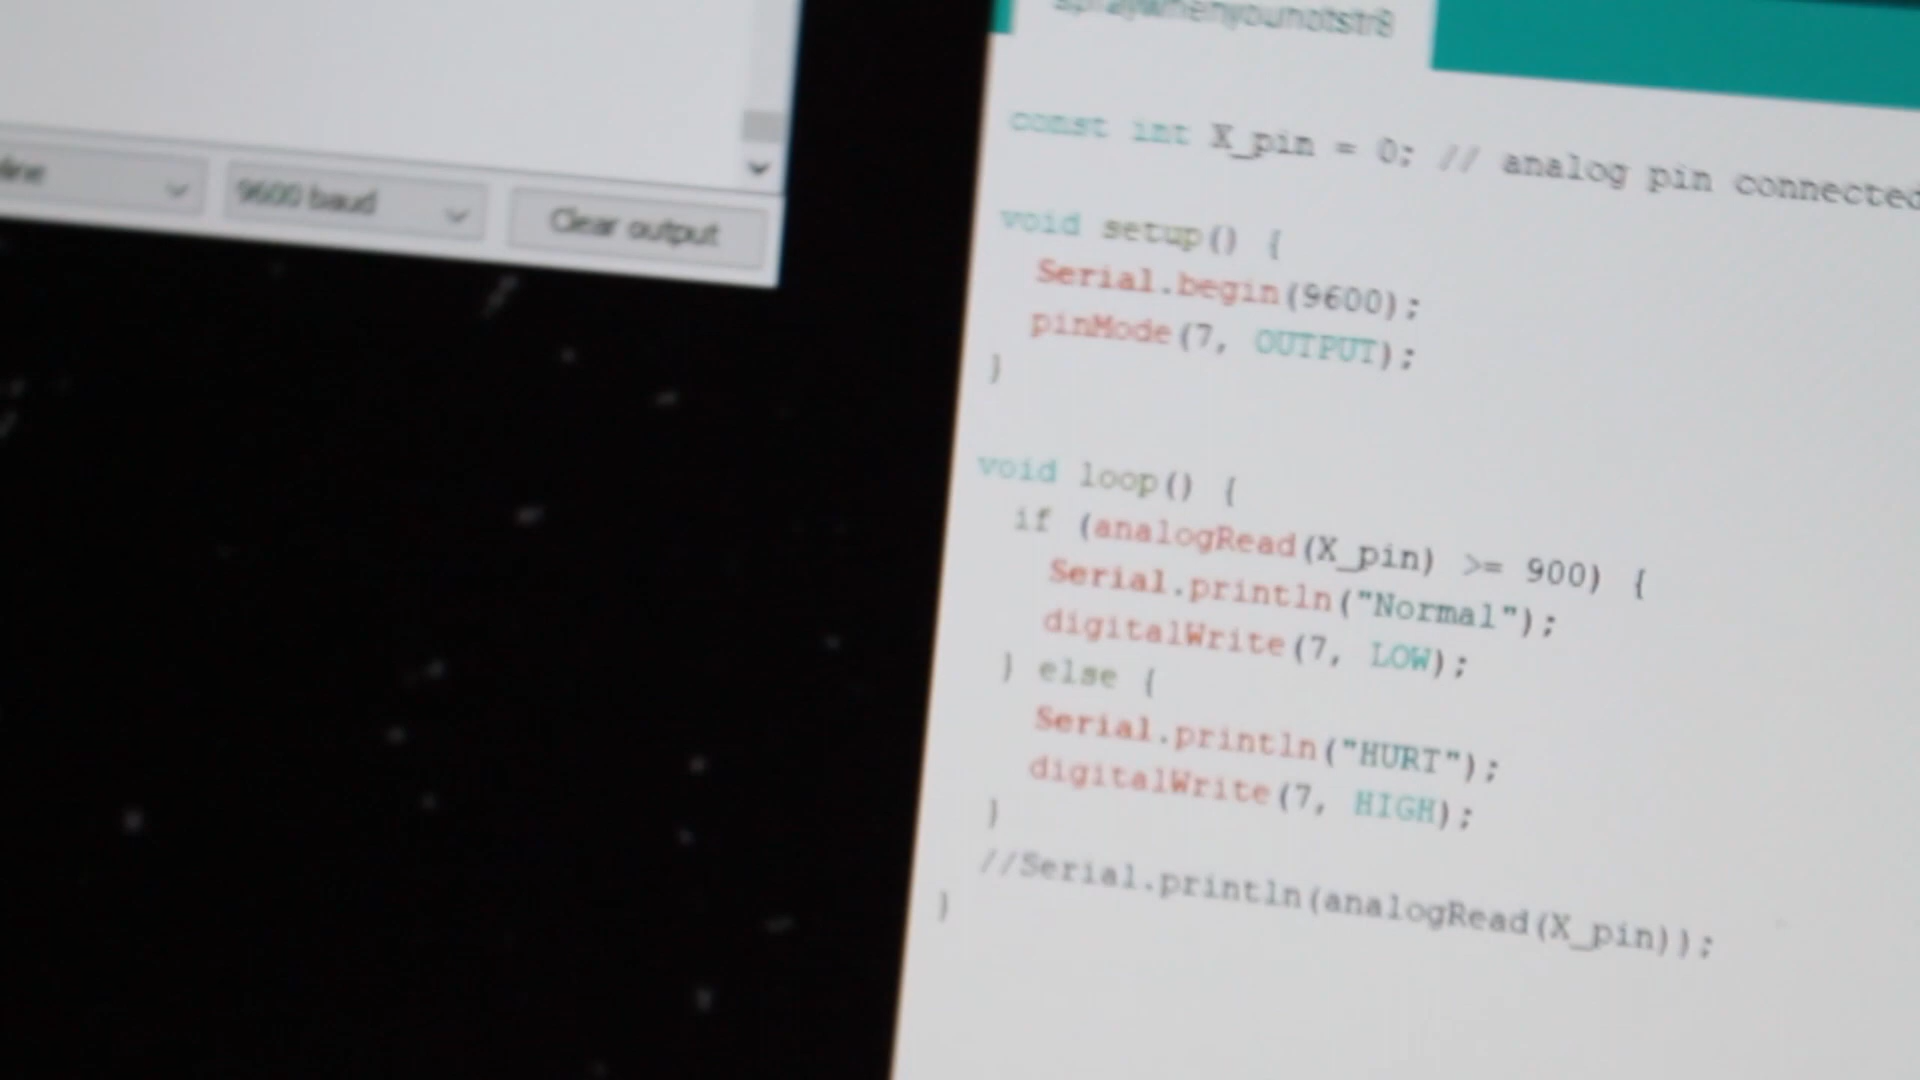 line
9600 baud
Clear output
spraywhenyounotstr8
const int X_pin = 0; // analog pin connected
void setup() {
Serial.begin(9600);
pinMode(7, OUTPUT);
}
void loop() {
if (analogRead(X_pin) >= 900) {
Serial.println("Normal");
digitalWrite(7, LOW);
} else {
Serial.println("HURT");
digitalWrite(7, HIGH);
}
//Serial.println(analogRead(X_pin));
}